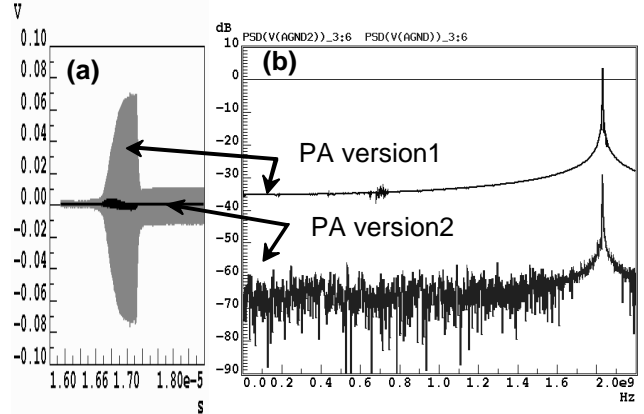 V
0.10
0.08
0.06
0.04
0.02
0.00
-0.02
-0.04
-0.06
-0.08
-0.10
(a)
1.60 1.66 1.70 1.80e-5
S
dB PSD(V(AGND2))_3:6 PSD(V(AGND))_3:6
10
0
-10
-20
-30
-40
-50
-60
-70
-80
-90
(b)
PA version1
PA version2
0.0 0.2 0.4 0.6 0.8 1.0 1.2 1.4 1.6 2.0e9
Hz